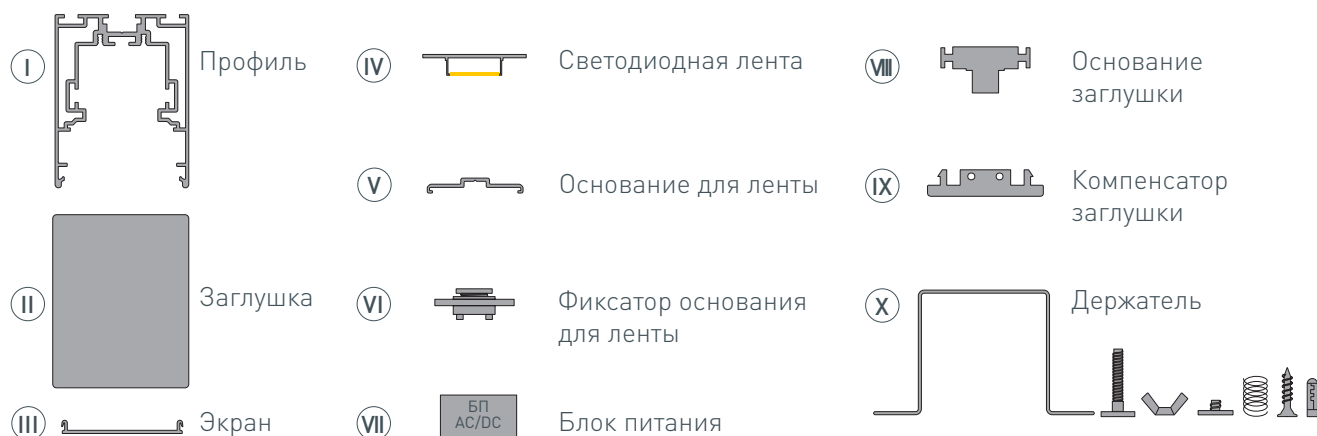 I Профиль
II Заглушка
III Экран
IV Светодиодная лента
V Основание для ленты
VI Фиксатор основания
для ленты
VII БП
AC/DC
Блок питания
VIII Основание
заглушки
IX Компенсатор
заглушки
X Держатель